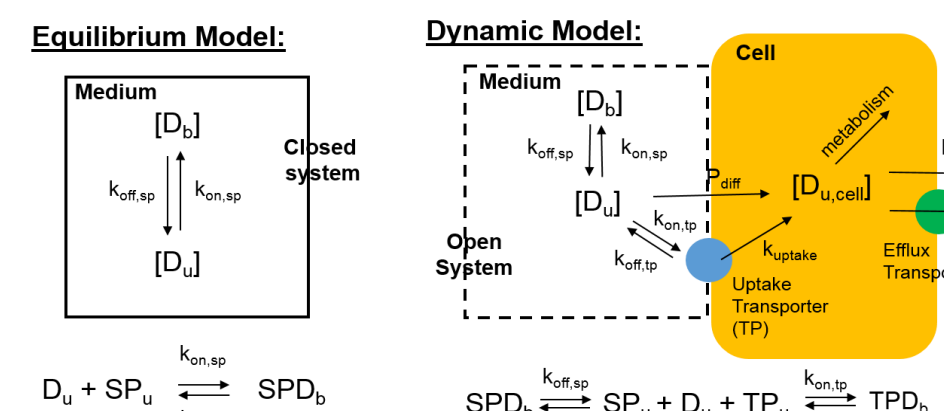 Equilibrium Model:
Medium
[Db]
Closed
system
koff,sp
kon,sp
[Du]
kon,sp
Du + SPu
SPDb
Dynamic Model:
Cell
Medium
[Db]
metabolism
koff,sp
kon,sp
Pdiff
[Du,cell]
[Du]
kon,tp
koff,tp
kuptake
Open
System
Efflux
Uptake
Transporter
(TP)
koff,sp
kon,tp
SPDb
SPu + Du + TPu
TPDb